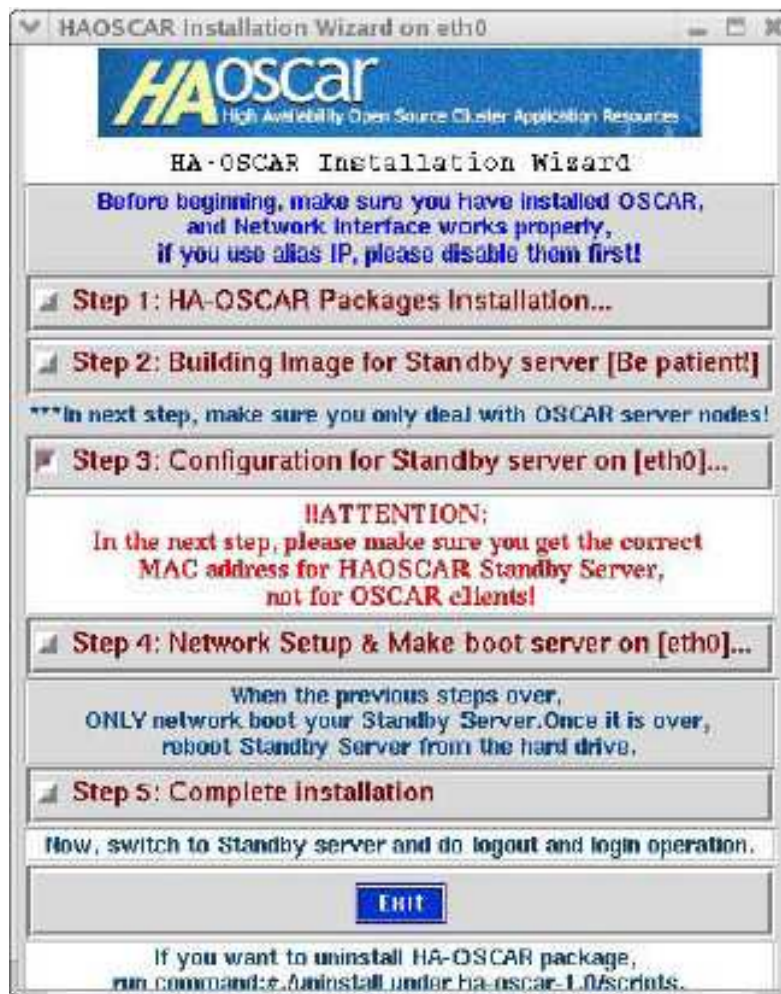 HAOSCAR Installation Wizard on eth0
HAOSCAR
High Availability Open Source Cluster Application Resources
HA-OSCAR Installation Wizard
Before beginning, make sure you have installed OSCAR,
and Network Interface works properly,
if you use alias IP, please disable them first!
Step 1: HA-OSCAR Packages Installation...
Step 2: Building Image for Standby server [Be patient!]
***In next step, make sure you only deal with OSCAR server nodes!
Step 3: Configuration for Standby server on [eth0]...
!!ATTENTION:
In the next step, please make sure you get the correct
MAC address for HAOSCAR Standby Server,
not for OSCAR clients!
Step 4: Network Setup & Make boot server on [eth0]...
When the previous steps over,
ONLY network boot your Standby Server.Once it is over,
reboot Standby Server from the hard drive.
Step 5: Complete installation
Now, switch to Standby server and do logout and login operation.
EXIT
If you want to uninstall HA-OSCAR package,
run command:#./uninstall under ha-oscar-1.0/scripts.